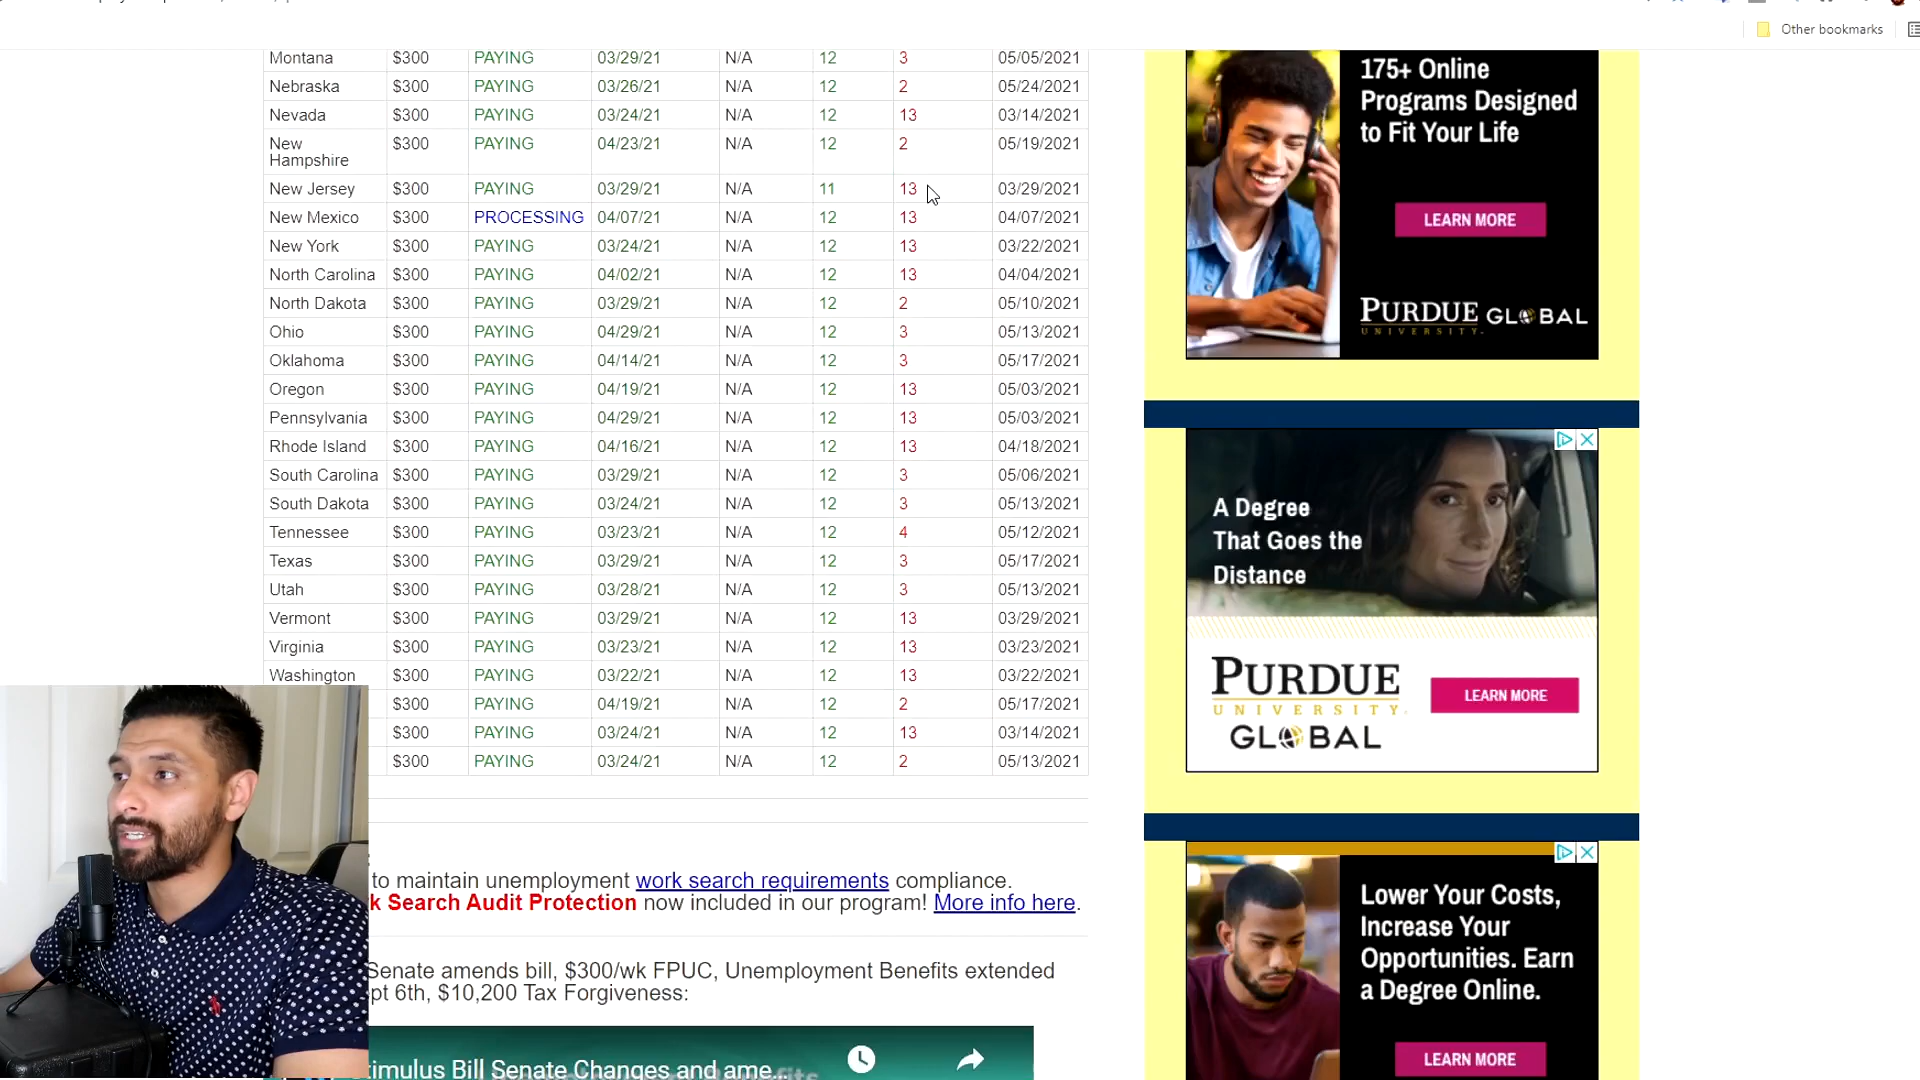 Other bookmarks
Montana $300 PAYING 03/29/21 N/A 12 3 05/05/2021
Nebraska $300 PAYING 03/26/21 N/A 12 2 05/24/2021
Nevada $300 PAYING 03/24/21 N/A 12 13 03/14/2021
New $300 PAYING 04/23/21 N/A 12 2 05/19/2021
Hampshire
New Jersey $300 PAYING 03/29/21 N/A 11 13 03/29/2021
New Mexico $300 PROCESSING 04/07/21 N/A 12 13 04/07/2021
New York $300 PAYING 03/24/21 N/A 12 13 03/22/2021
North Carolina $300 PAYING 04/02/21 N/A 12 13 04/04/2021
North Dakota $300 PAYING 03/29/21 N/A 12 2 05/10/2021
Ohio $300 PAYING 04/29/21 N/A 12 3 05/13/2021
Oklahoma $300 PAYING 04/14/21 N/A 12 3 05/17/2021
Oregon $300 PAYING 04/19/21 N/A 12 13 05/03/2021
Pennsylvania $300 PAYING 04/29/21 N/A 12 13 05/03/2021
Rhode Island $300 PAYING 04/16/21 N/A 12 13 04/18/2021
South Carolina $300 PAYING 03/29/21 N/A 12 3 05/06/2021
South Dakota $300 PAYING 03/24/21 N/A 12 3 05/13/2021
Tennessee $300 PAYING 03/23/21 N/A 12 4 05/12/2021
Texas $300 PAYING 03/29/21 N/A 12 3 05/17/2021
Utah $300 PAYING 03/28/21 N/A 12 3 05/13/2021
Vermont $300 PAYING 03/29/21 N/A 12 13 03/29/2021
Virginia $300 PAYING 03/23/21 N/A 12 13 03/23/2021
Washington $300 PAYING 03/22/21 N/A 12 13 03/22/2021
$300 PAYING 04/19/21 N/A 12 2 05/17/2021
$300 PAYING 03/24/21 N/A 12 13 03/14/2021
$300 PAYING 03/24/21 N/A 12 2 05/13/2021
to maintain unemployment work search requirements compliance.
k Search Audit Protection now included in our program! More info here.
Senate amends bill, $300/wk FPUC, Unemployment Benefits extended
pt 6th, $10,200 Tax Forgiveness:
timulus Bill Senate Changes and ame...
175+ Online
Programs Designed
to Fit Your Life
LEARN MORE
PURDUE GLOBAL
UNIVERSITY
A Degree
That Goes the
Distance
PURDUE
UNIVERSITY
GLOBAL
LEARN MORE
Lower Your Costs,
Increase Your
Opportunities. Earn
a Degree Online.
LEARN MORE